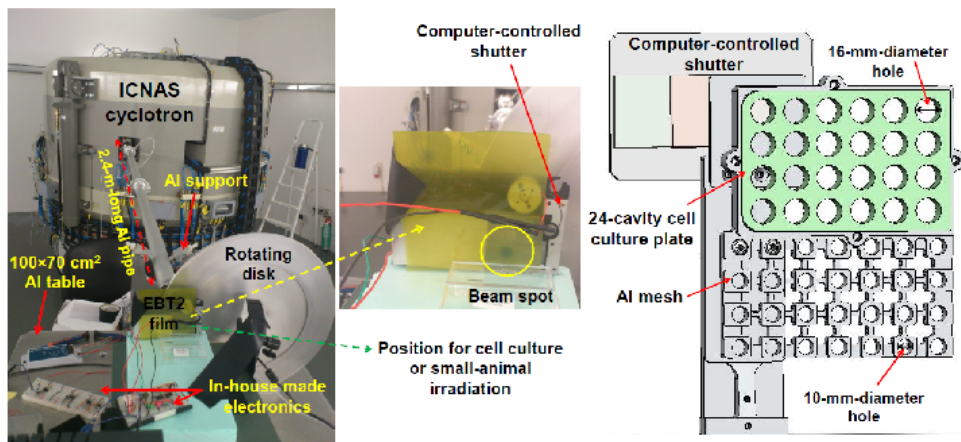 ICNAS
cyclotron
2.4-m-long Al pipe
Al support
100×70 cm²
Al table
Rotating
disk
EBT2
film
In-house made
electronics
Computer-controlled
shutter
Beam spot
Position for cell culture
or small-animal
irradiation
Computer-controlled
shutter
16-mm-diameter
hole
24-cavity cell
culture plate
Al mesh
10-mm-diameter
hole